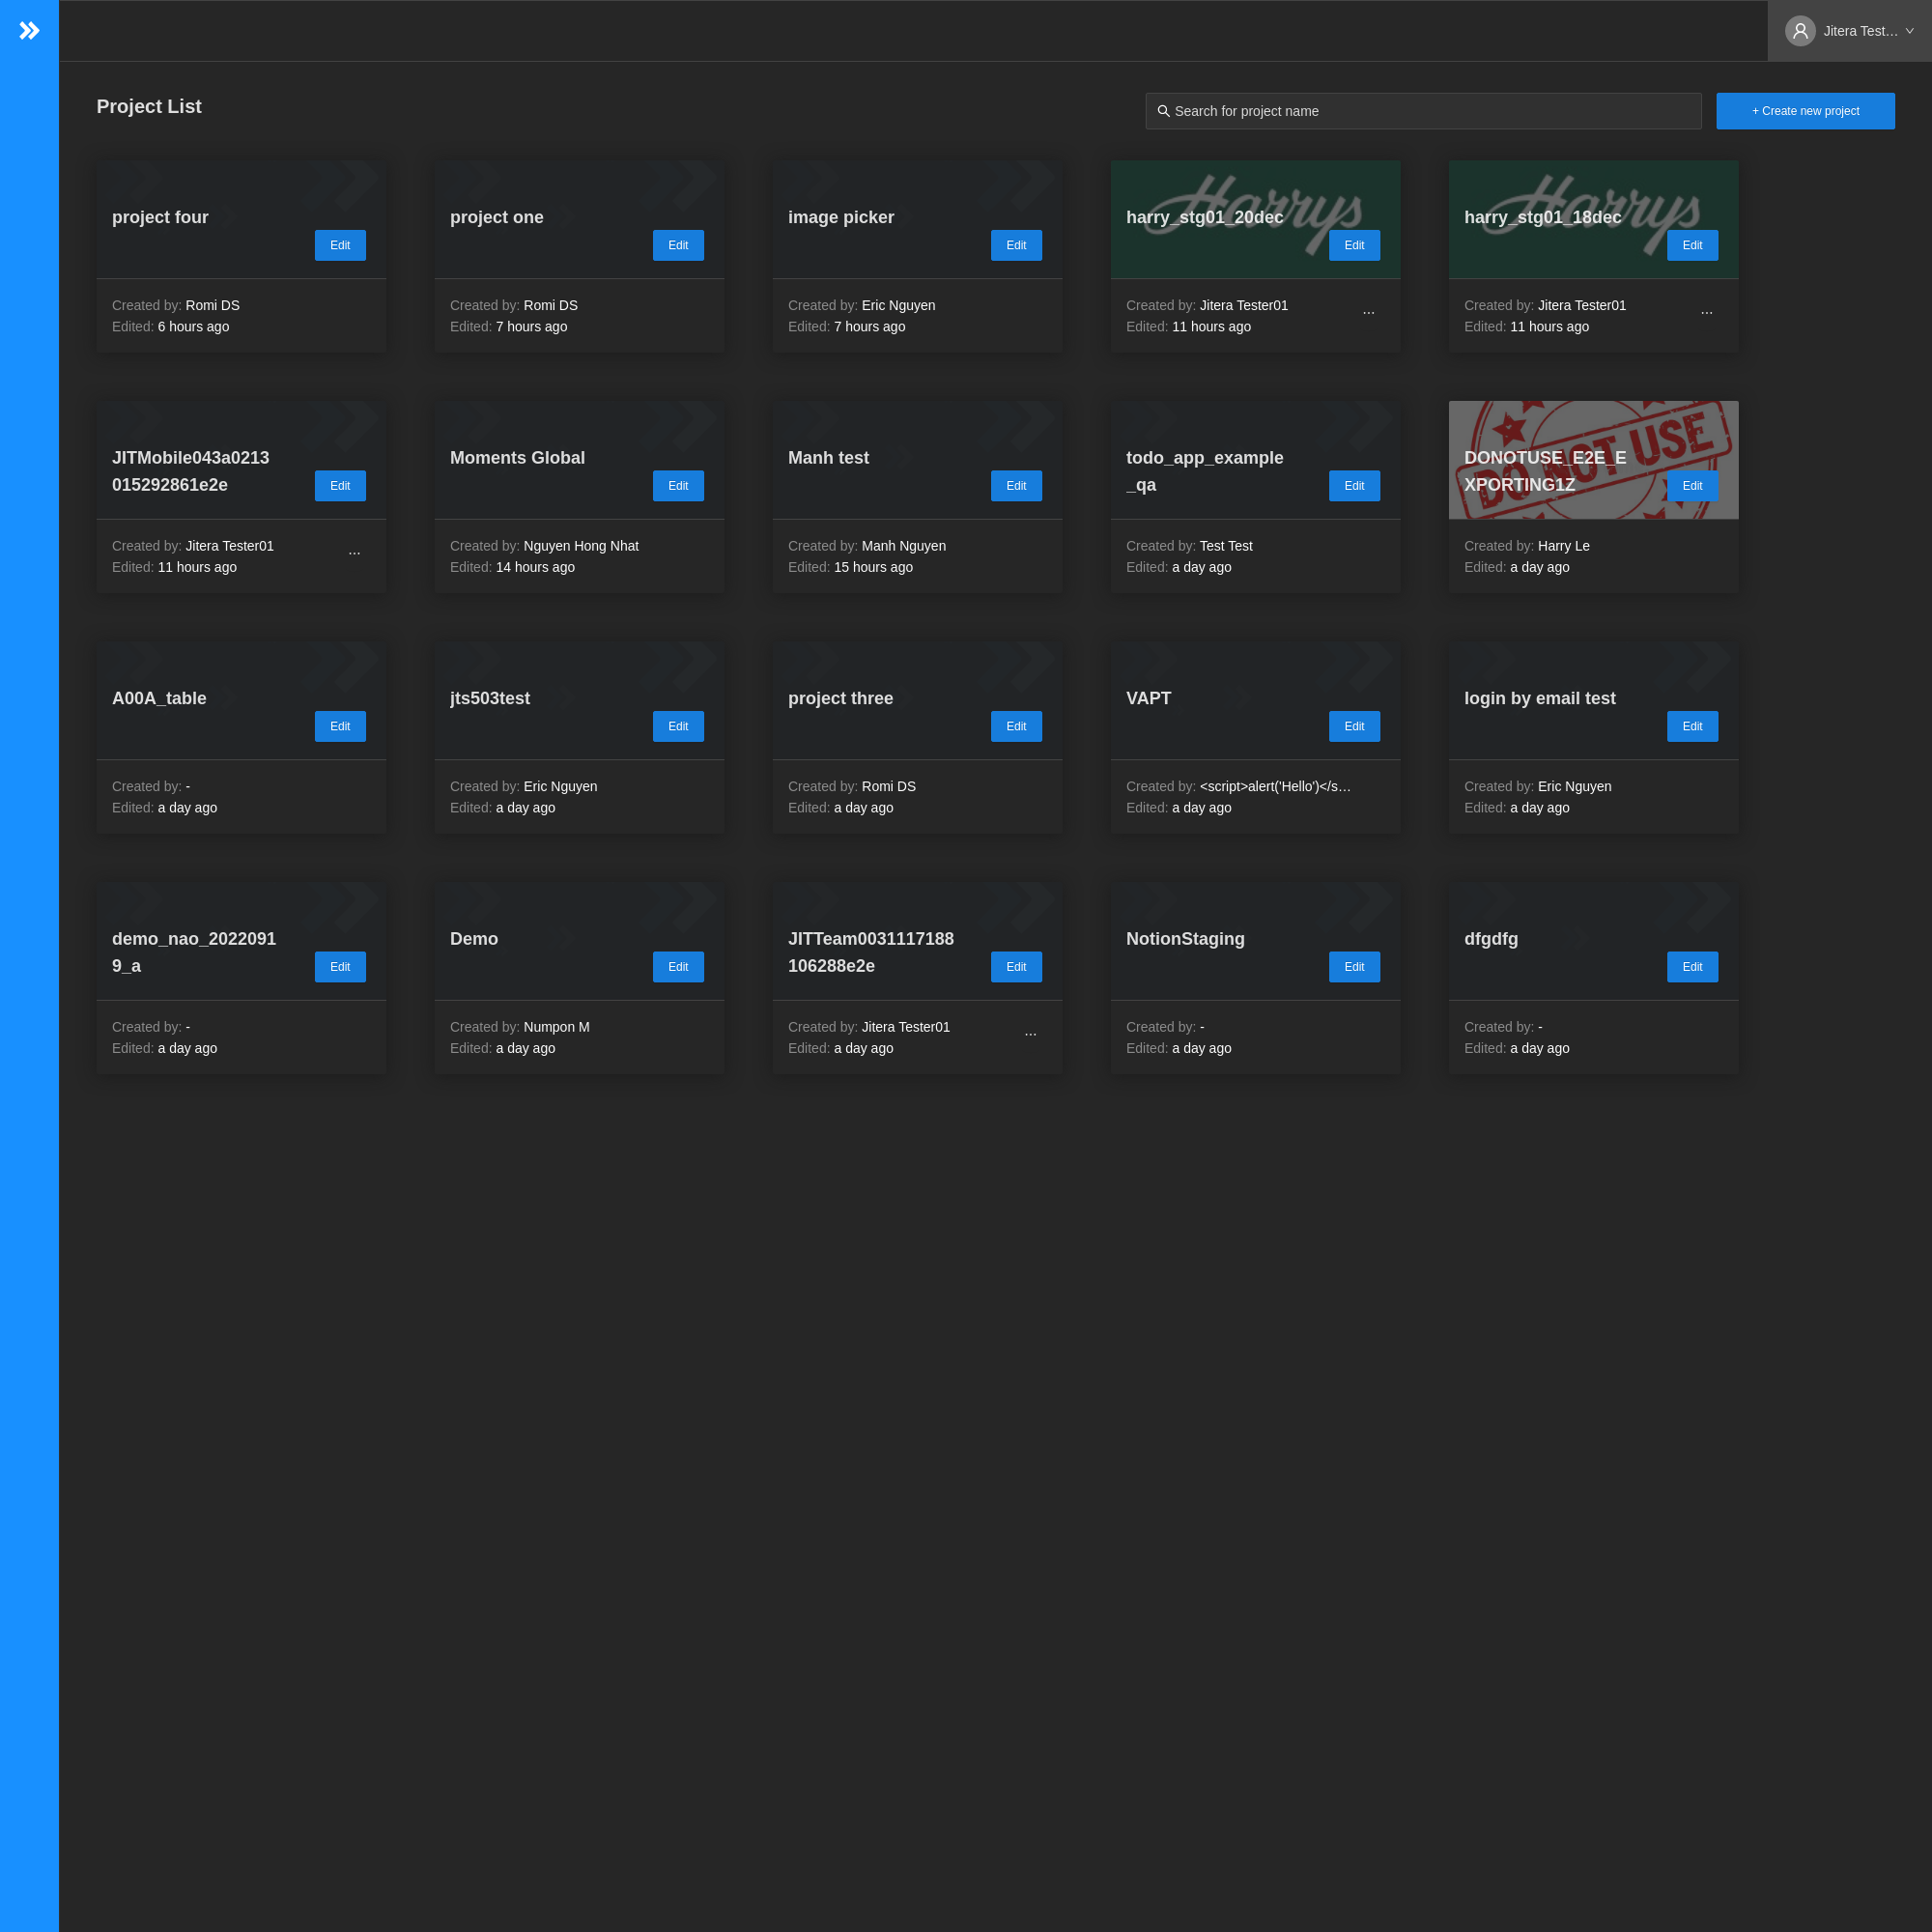 Jitera Test…
Project List
Search for project name
+ Create new project
project four
Edit
Created by: Romi DS
Edited: 6 hours ago
project one
Edit
Created by: Romi DS
Edited: 7 hours ago
image picker
Edit
Created by: Eric Nguyen
Edited: 7 hours ago
Harrys
harry_stg01_20dec
Edit
Created by: Jitera Tester01
...
Edited: 11 hours ago
Harrys
harry_stg01_18dec
Edit
Created by: Jitera Tester01
...
Edited: 11 hours ago
JITMobile043a0213
015292861e2e
Edit
Created by: Jitera Tester01
...
Edited: 11 hours ago
Moments Global
Edit
Created by: Nguyen Hong Nhat
Edited: 14 hours ago
Manh test
Edit
Created by: Manh Nguyen
Edited: 15 hours ago
todo_app_example
_qa
Edit
Created by: Test Test
Edited: a day ago
DO NOT USE
DONOTUSE_E2E_E
XPORTING1Z
Edit
Created by: Harry Le
Edited: a day ago
A00A_table
Edit
Created by: -
Edited: a day ago
jts503test
Edit
Created by: Eric Nguyen
Edited: a day ago
project three
Edit
Created by: Romi DS
Edited: a day ago
VAPT
Edit
Created by: <script>alert('Hello')</s…
Edited: a day ago
login by email test
Edit
Created by: Eric Nguyen
Edited: a day ago
demo_nao_2022091
9_a
Edit
Created by: -
Edited: a day ago
Demo
Edit
Created by: Numpon M
Edited: a day ago
JITTeam0031117188
106288e2e
Edit
Created by: Jitera Tester01
...
Edited: a day ago
NotionStaging
Edit
Created by: -
Edited: a day ago
dfgdfg
Edit
Created by: -
Edited: a day ago